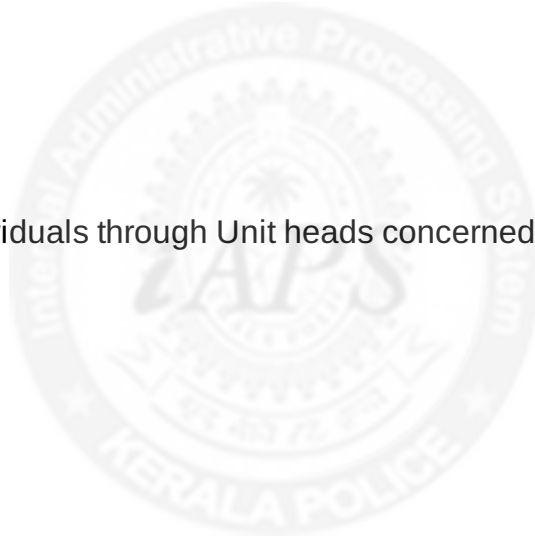 Internal Administrative Processing System
iduals through Unit heads concerned
iAPS
KERALA POLICE